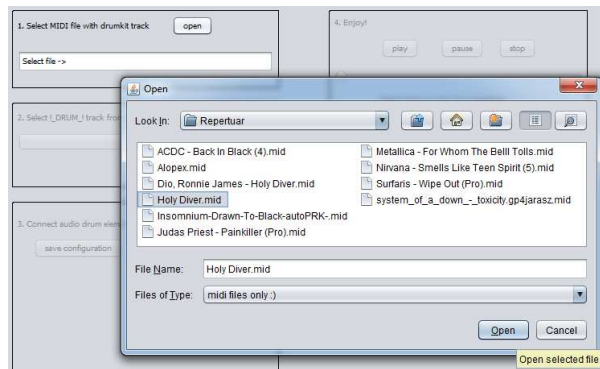 1. Select MIDI file with drumkit track
open
Select file ->
4. Enjoy!
play
pause
stop
2. Select !_DRUM_! track fro
3. Connect audio drum elem
save configuration
Open
Look In:
Repertuar
ACDC - Back In Black (4).mid
Alopex.mid
Dio, Ronnie James - Holy Diver.mid
Holy Diver.mid
Insomnium-Drawn-To-Black-autoPRK-.mid
Judas Priest - Painkiller (Pro).mid
Metallica - For Whom The Belll Tolls.mid
Nirvana - Smells Like Teen Spirit (5).mid
Surfaris - Wipe Out (Pro).mid
system_of_a_down_-_toxicity.gp4jarasz.mid
File Name:
Holy Diver.mid
Files of Type:
midi files only :)
Open
Cancel
Open selected file